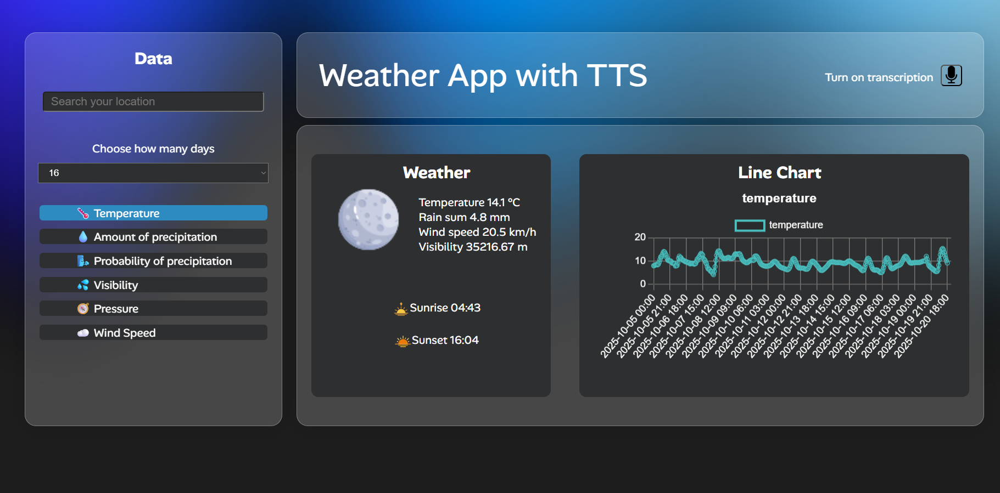 Data
Search your location
Choose how many days
16
Temperature
Amount of precipitation
Probability of precipitation
Visibility
Pressure
Wind Speed
Weather App with TTS
Turn on transcription
Weather
Temperature 14.1 °C
Rain sum 4.8 mm
Wind speed 20.5 km/h
Visibility 35216.67 m
Sunrise 04:43
Sunset 16:04
Line Chart
temperature
temperature
20
10
0
2025-10-05 00:00
2025-10-05 21:00
2025-10-06 18:00
2025-10-07 15:00
2025-10-08 12:00
2025-10-09 09:00
2025-10-10 06:00
2025-10-11 03:00
2025-10-12 00:00
2025-10-12 21:00
2025-10-13 18:00
2025-10-14 15:00
2025-10-15 12:00
2025-10-16 09:00
2025-10-17 06:00
2025-10-18 03:00
2025-10-19 00:00
2025-10-19 21:00
2025-10-20 18:00